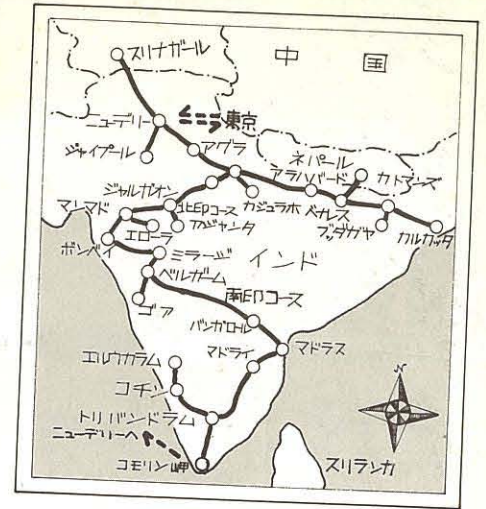 スリナガール
中国
ニューデリー
東京
ジャイプール
アグラ
ネパール
アラハバード
カトマンズ
ジャルガオン
北印コース
カジュラホ
ベナレス
マンマド
アジャンタ
ブッダガヤ
カルカッタ
エローラ
ボンベイ
ミラージ
インド
ベルガーム
南印コース
ゴア
バンガロール
マドラス
エルウカラム
マドライ
コチン
N
トリバンドラム
ニューデリーへ
コモリン岬
スリランカ